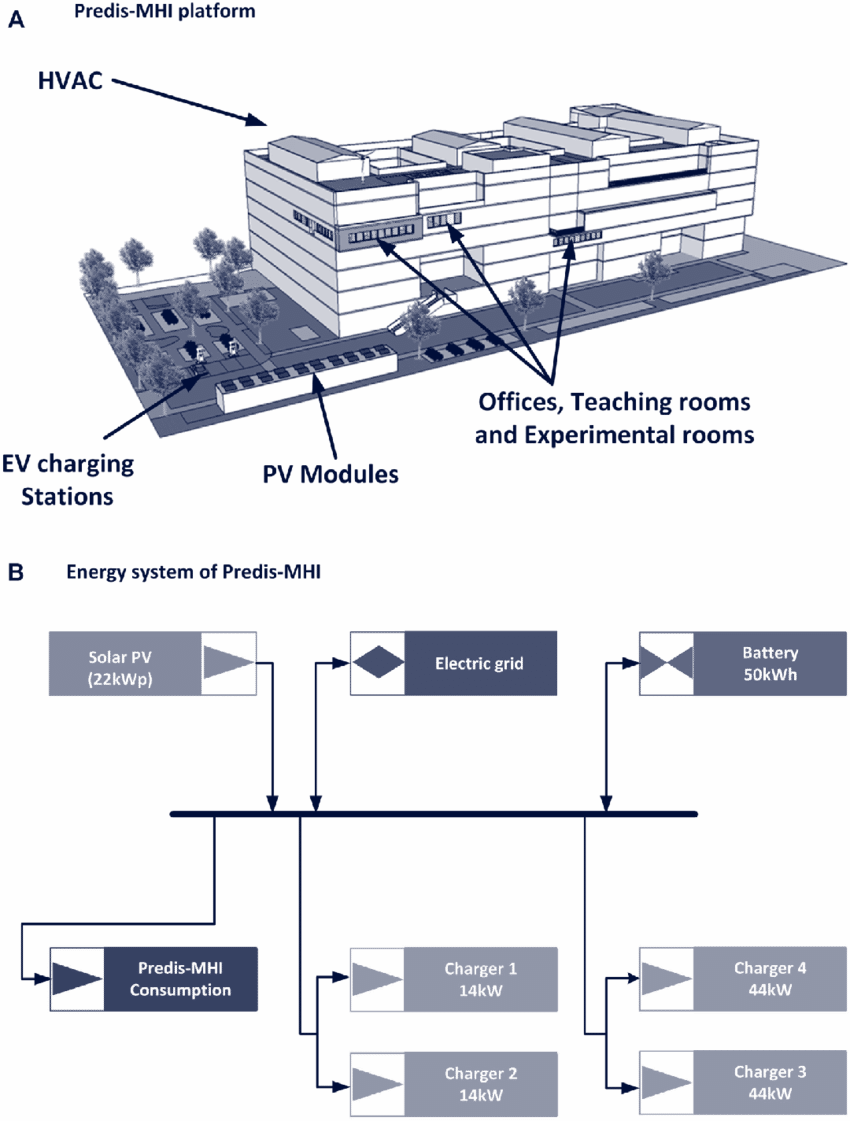 A
Predis-MHI platform
HVAC
Offices, Teaching rooms
and Experimental rooms
EV charging
Stations
PV Modules
B
Energy system of Predis-MHI
Solar PV
(22kWp)
Electric grid
Battery
50kWh
Predis-MHI
Consumption
Charger 1
14kW
Charger 4
44kW
Charger 2
14kW
Charger 3
44kW